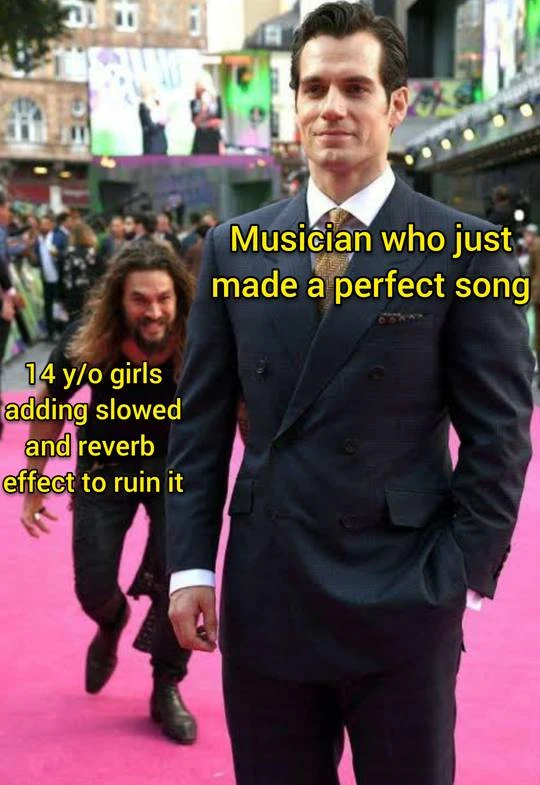 Musician who just
made a perfect song
14 y/o girls
adding slowed
and reverb
effect to ruin it